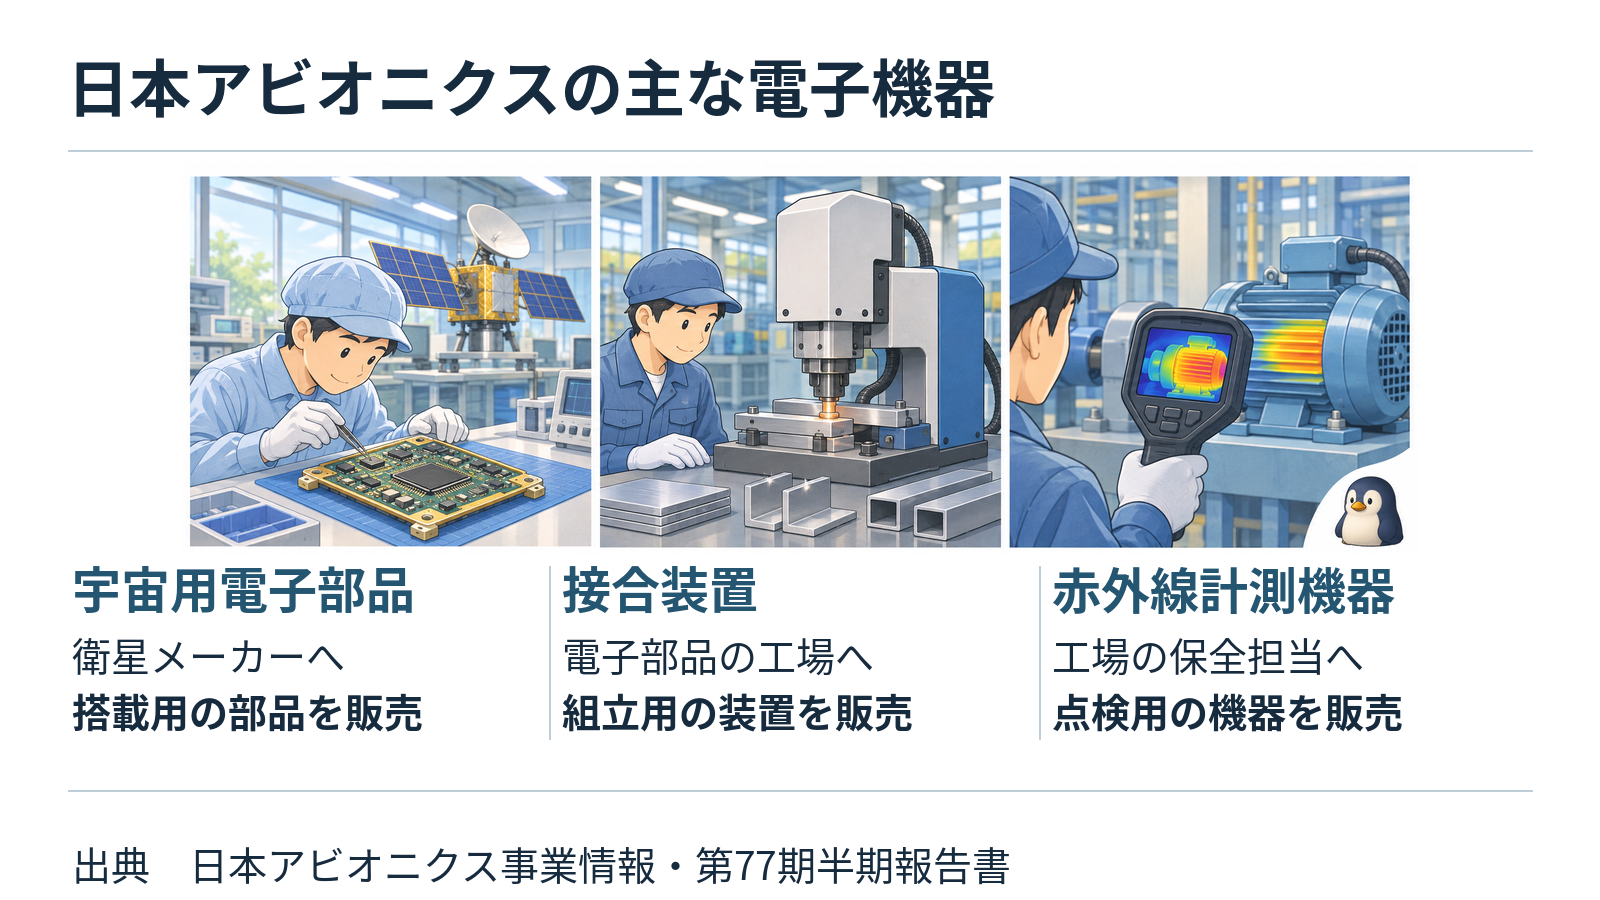 日本アビオニクスの主な電子機器
宇宙用電子部品
衛星メーカーへ
搭載用の部品を販売
接合装置
電子部品の工場へ
組立用の装置を販売
赤外線計測機器
工場の保全担当へ
点検用の機器を販売
出典　日本アビオニクス事業情報・第77期半期報告書